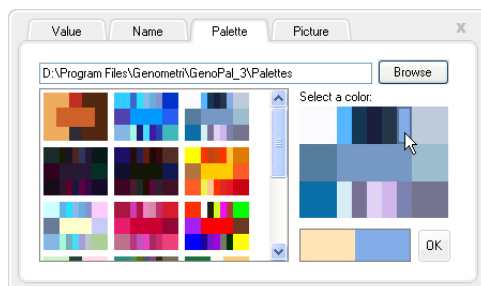 Value Name Palette Picture x
D:\Program Files\Genometri\GenoPal_3\Palettes Browse
Select a color:
OK